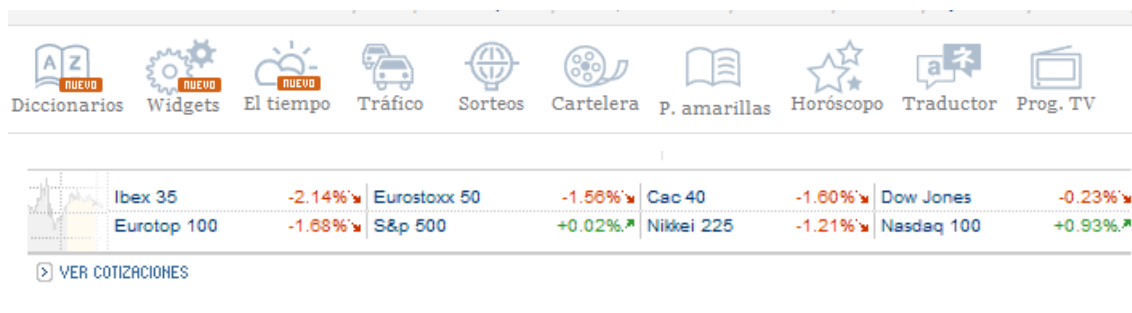 A Z
NUEVO NUEVO NUEVO
Diccionarios Widgets El tiempo Tráfico Sorteos Cartelera P. amarillas Horóscopo Traductor Prog. TV
Ibex 35 -2.14% Eurostoxx 50 -1.56% Cac 40 -1.60% Dow Jones -0.23%
Eurotop 100 -1.68% S&p 500 +0.02% Nikkei 225 -1.21% Nasdaq 100 +0.93%
VER COTIZACIONES